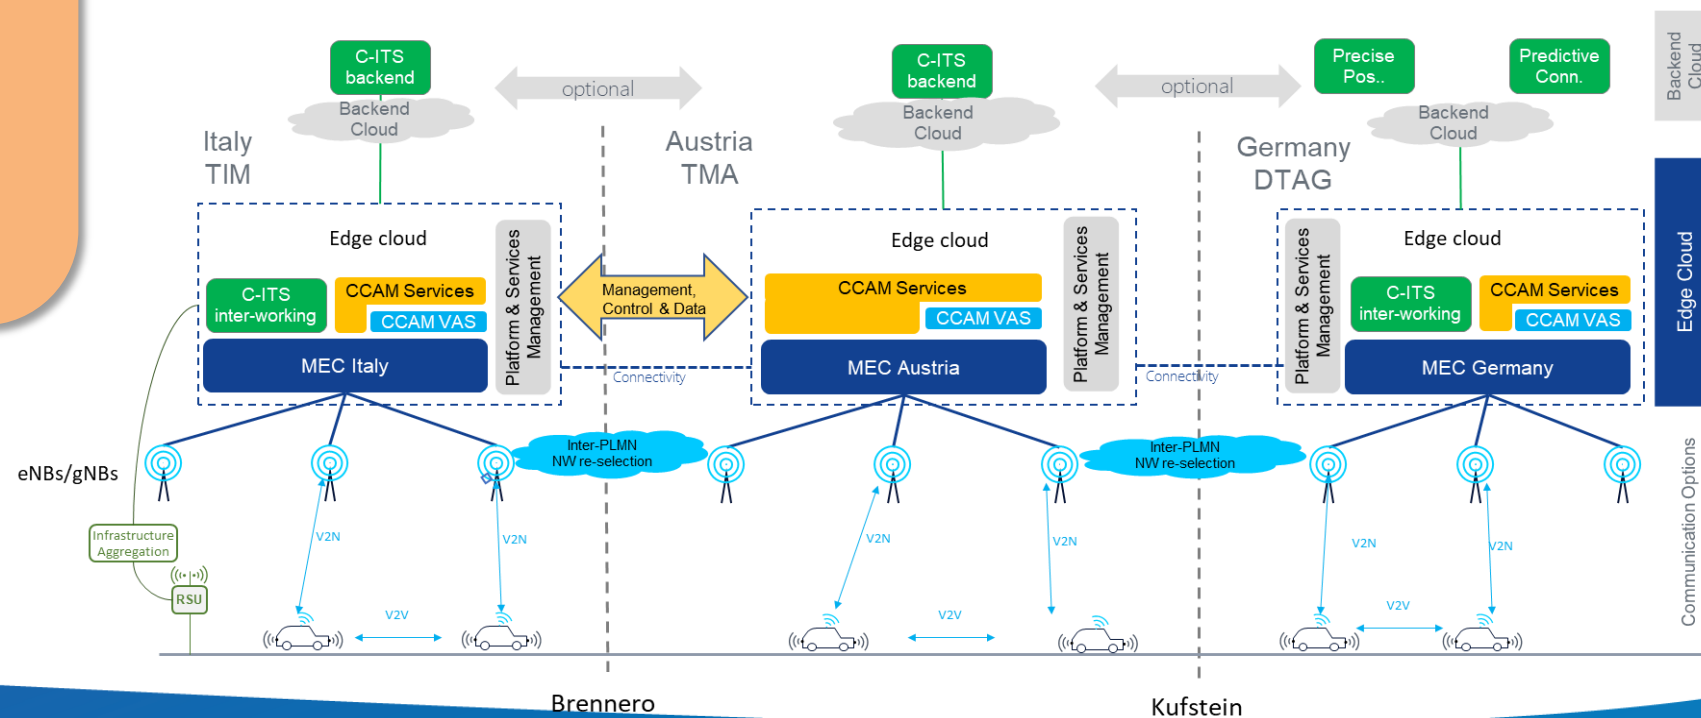 C-ITS
backend
Backend
Cloud
optional
C-ITS
backend
Backend
Cloud
optional
Precise
Pos..
Predictive
Conn.
Backend
Cloud
Backend
Cloud
Italy
TIM
Austria
TMA
Germany
DTAG
Edge cloud
C-ITS
inter-working
CCAM Services
CCAM VAS
MEC Italy
Platform & Services
Management
Management,
Control & Data
Connectivity
Edge cloud
CCAM Services
CCAM VAS
MEC Austria
Platform & Services
Management
Connectivity
Platform & Services
Management
Edge cloud
C-ITS
inter-working
CCAM Services
CCAM VAS
MEC Germany
Edge Cloud
eNBs/gNBs
Inter-PLMN
NW re-selection
Inter-PLMN
NW re-selection
Communication Options
Infrastructure
Aggregation
RSU
V2N
V2N
V2N
V2N
V2N
V2N
V2V
V2V
V2V
Brennero
Kufstein